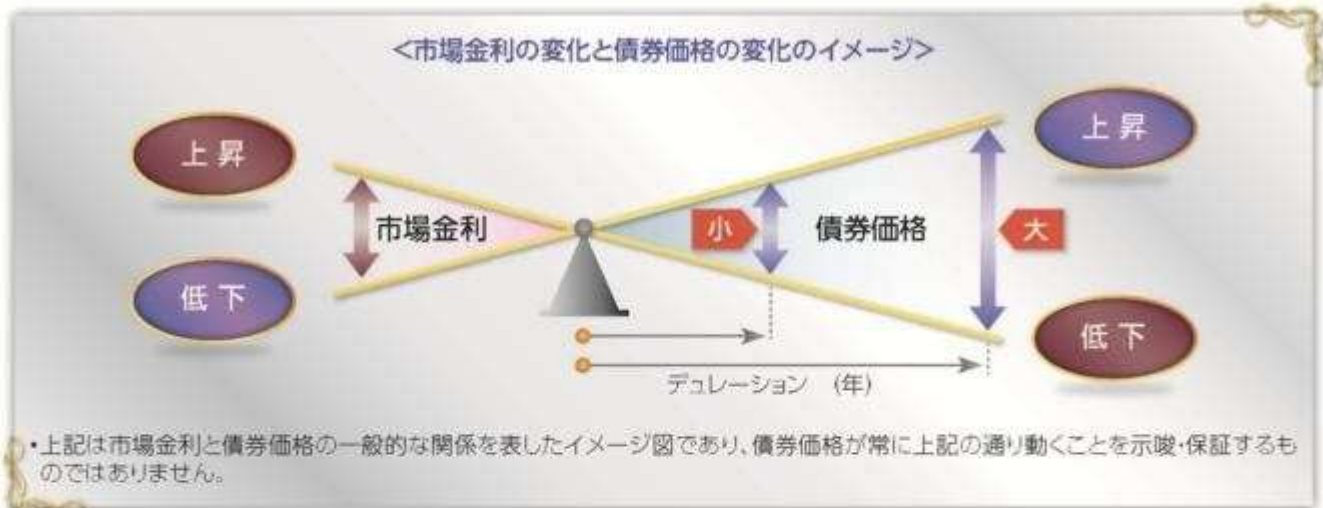 <市場金利の変化と債券価格の変化のイメージ>
上昇
上昇
市場金利
小
債券価格
大
低下
低下
デュレーション (年)
・上記は市場金利と債券価格の一般的な関係を表したイメージ図であり、債券価格が常に上記の通り動くことを示唆・保証するも
のではありません。